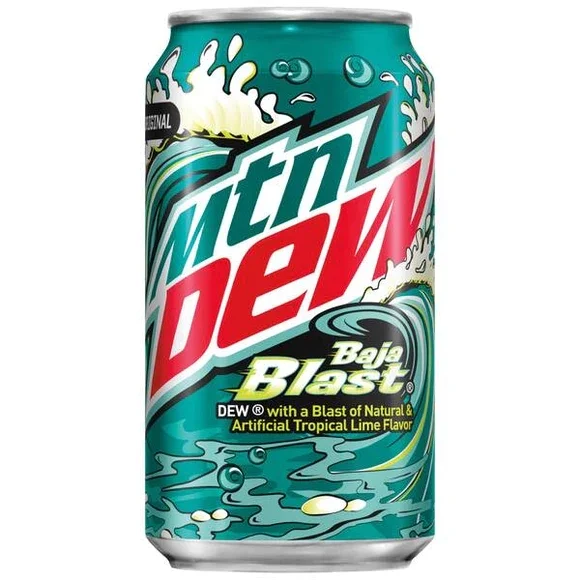 ORIGINAL
Mtn
DEW
Baja
Blast®
DEW ® with a Blast of Natural &
Artificial Tropical Lime Flavor